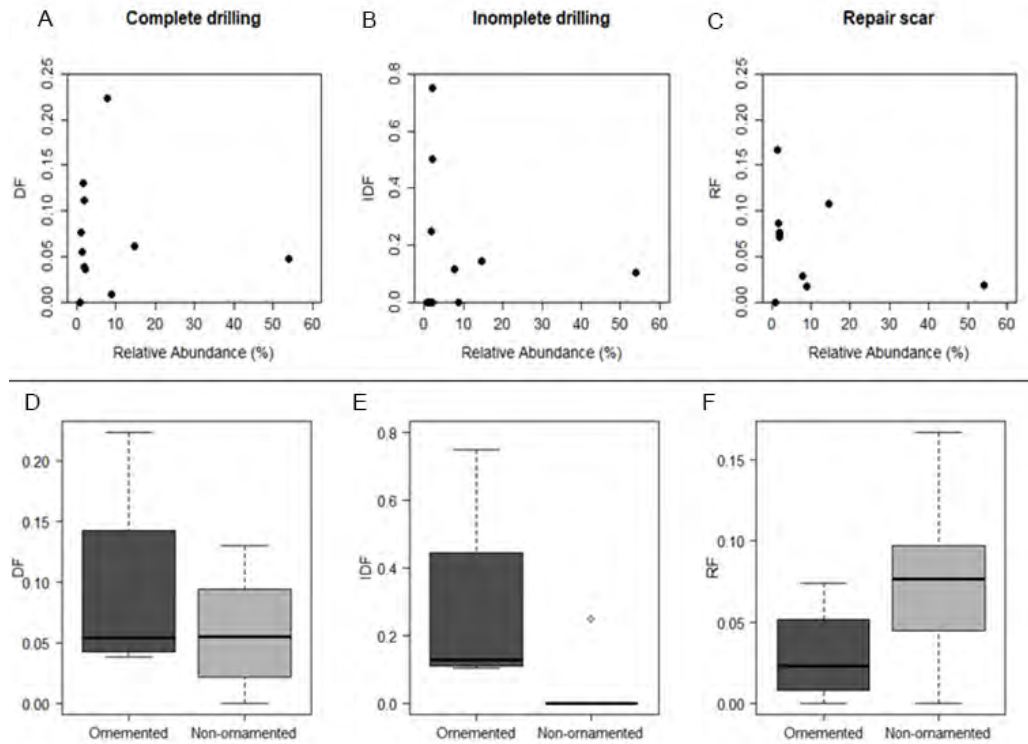 A Complete drilling
B Inomplete drilling
C Repair scar
DF
0.00 0.05 0.10 0.15 0.20 0.25
0 10 20 30 40 50 60
Relative Abundance (%)
IDF
0.0 0.2 0.4 0.6 0.8
0 10 20 30 40 50 60
Relative Abundance (%)
RF
0.00 0.05 0.10 0.15 0.20 0.25
0 10 20 30 40 50 60
Relative Abundance (%)
D
DF
0.20
0.15
0.10
0.05
0.00
Ornemented Non-ornamented
E
IDF
0.8
0.6
0.4
0.2
0.0
Ornemented Non-ornamented
F
RF
0.15
0.10
0.05
0.00
Ornemented Non-ornamented